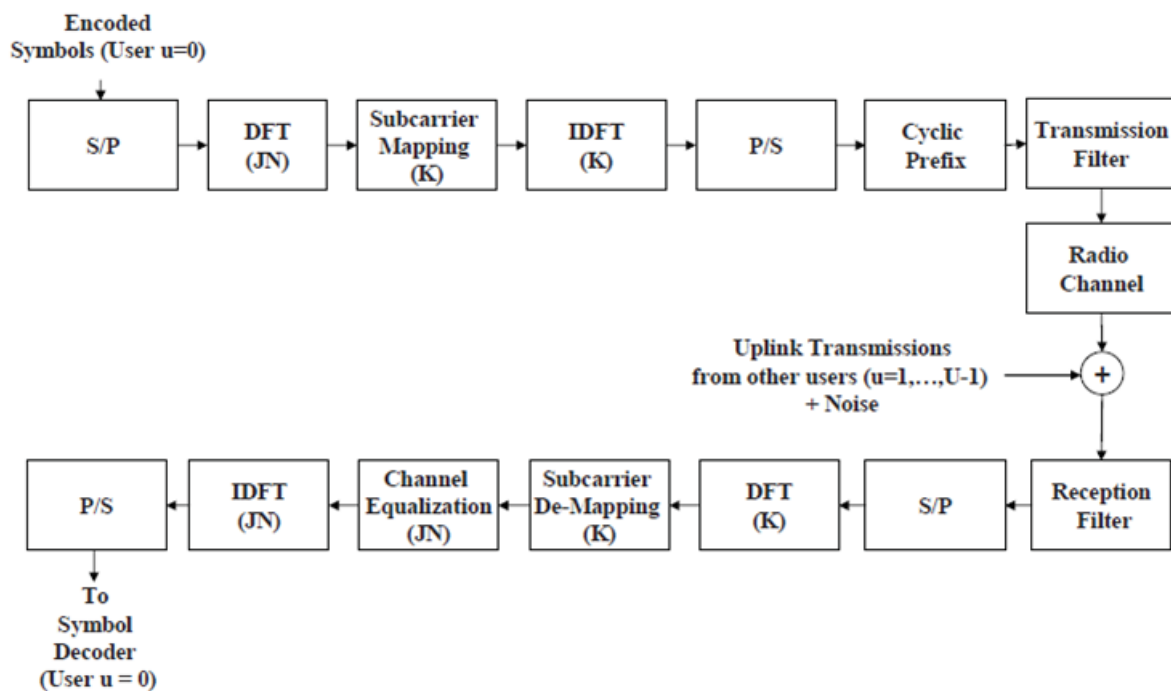 Encoded
Symbols (User u=0)
S/P
DFT
(JN)
Subcarrier
Mapping
(K)
IDFT
(K)
P/S
Cyclic
Prefix
Transmission
Filter
Radio
Channel
Uplink Transmissions
from other users (u=1,…,U-1)
+ Noise
+
P/S
IDFT
(JN)
Channel
Equalization
(JN)
Subcarrier
De-Mapping
(K)
DFT
(K)
S/P
Reception
Filter
To
Symbol
Decoder
(User u = 0)